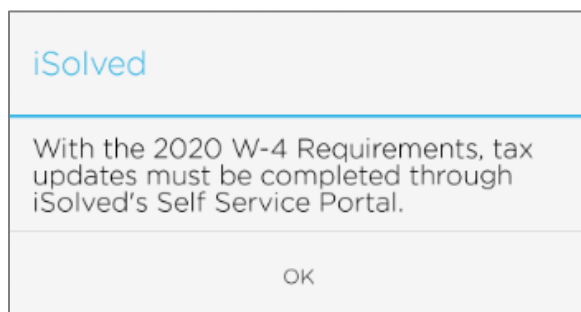 iSolved
With the 2020 W-4 Requirements, tax
updates must be completed through
iSolved's Self Service Portal.
OK